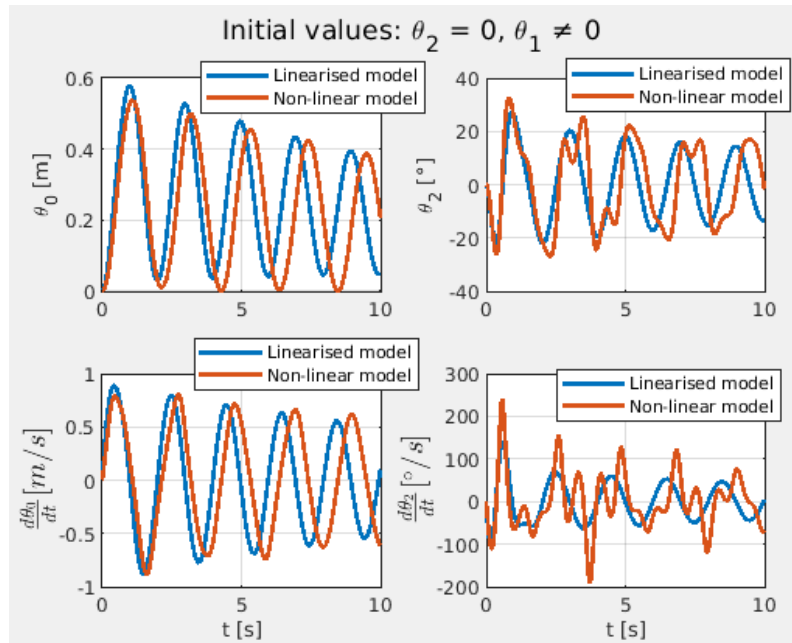 Initial values: θ₂ = 0, θ₁ ≠ 0
Linearised model
Non-linear model
θ₀ [m]
0.6
0.4
0.2
0
0
5
10
Linearised model
Non-linear model
θ₂ [°]
40
20
0
-20
-40
0
5
10
Linearised model
Non-linear model
dθ₀/dt [m/s]
1
0.5
0
-0.5
-1
0
5
10
t [s]
Linearised model
Non-linear model
dθ₂/dt [°/s]
300
200
100
0
-100
-200
0
5
10
t [s]